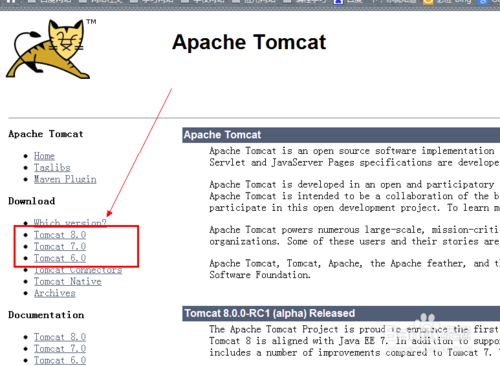 TM
Apache Tomcat
Apache Tomcat
Home
Taglibs
Maven Plugin
Download
Which version?
Tomcat 8.0
Tomcat 7.0
Tomcat 6.0
Tomcat Connectors
Tomcat Native
Archives
Documentation
Tomcat 8.0
Tomcat 7.0
Tomcat 6.0
Apache Tomcat
Apache Tomcat is an open source software implementation
Servlet and JavaServer Pages specifications are develope
Apache Tomcat is developed in an open and participatory
Apache Tomcat is intended to be a collaboration of the b
participate in this open development project. To learn m
Apache Tomcat powers numerous large-scale, mission-criti
organizations. Some of these users and their stories are
Apache Tomcat, Tomcat, Apache, the Apache feather, and th
Software Foundation.
Tomcat 8.0.0-RC1 (alpha) Released
The Apache Tomcat Project is proud to announce the first
Tomcat 8 is aligned with Java EE 7. In addition to suppo
includes a number of improvements compared to Tomcat 7.